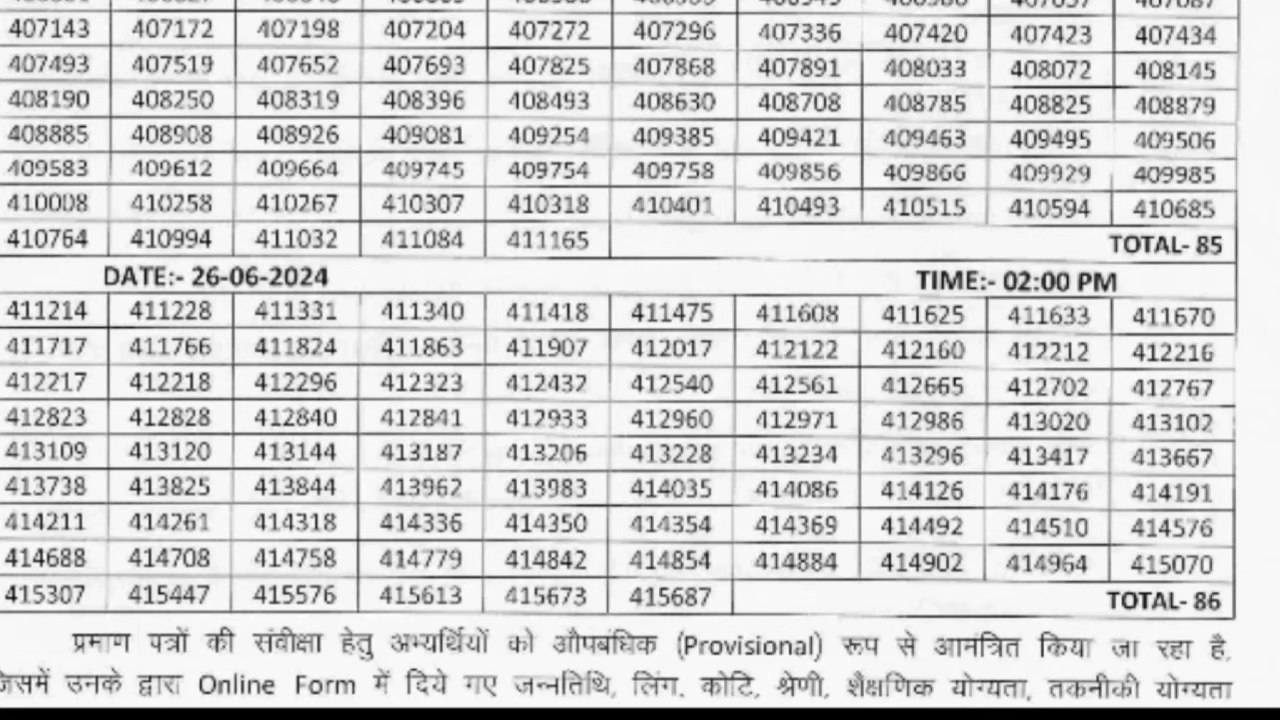 407143 407172 407198 407204 407272 407296 407336 407420 407423 407434
407493 407519 407652 407693 407825 407868 407891 408033 408072 408145
408190 408250 408319 408396 408493 408630 408708 408785 408825 408879
408885 408908 408926 409081 409254 409385 409421 409463 409495 409506
409583 409612 409664 409745 409754 409758 409856 409866 409929 409985
410008 410258 410267 410307 410318 410401 410493 410515 410594 410685
410764 410994 411032 411084 411165 TOTAL- 85
DATE:- 26-06-2024 TIME:- 02:00 PM
411214 411228 411331 411340 411418 411475 411608 411625 411633 411670
411717 411766 411824 411863 411907 412017 412122 412160 412212 412216
412217 412218 412296 412323 412432 412540 412561 412665 412702 412767
412823 412828 412840 412841 412933 412960 412971 412986 413020 413102
413109 413120 413144 413187 413206 413228 413234 413296 413417 413667
413738 413825 413844 413962 413983 414035 414086 414126 414176 414191
414211 414261 414318 414336 414350 414354 414369 414492 414510 414576
414688 414708 414758 414779 414842 414854 414884 414902 414964 415070
415307 415447 415576 415613 415673 415687 TOTAL- 86
प्रमाण पत्रों की संवीक्षा हेतु अभ्यर्थियों को औपबंधिक (Provisional) रूप से आमंत्रित किया जा रहा है,
जिसमें उनके द्वारा Online Form में दिये गए जन्मतिथि, लिंग, कोटि, श्रेणी, शैक्षणिक योग्यता, तकनीकी योग्यता